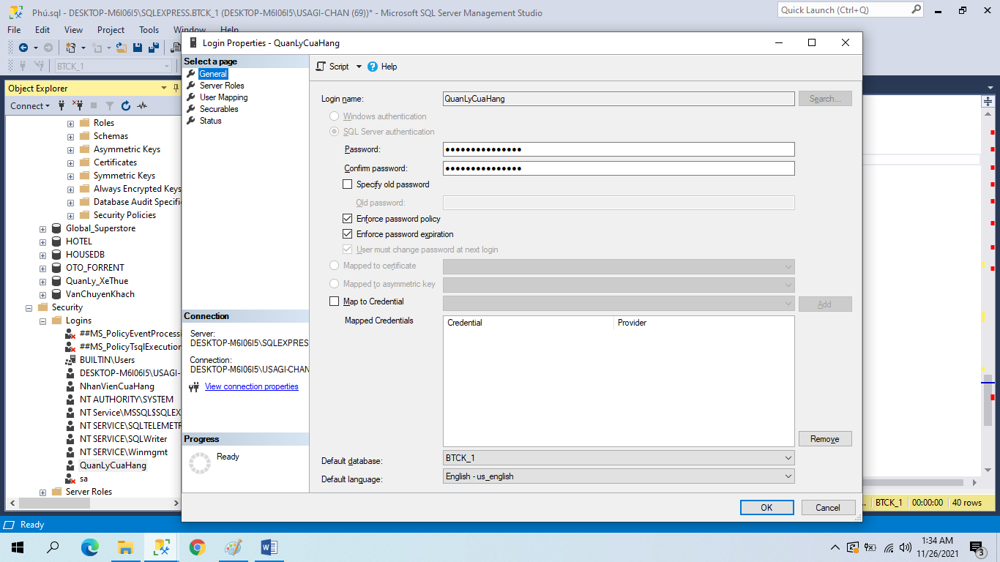 Phú.sql - DESKTOP-M6I06I5\SQLEXPRESS.BTCK_1 (DESKTOP-M6I06I5\USAGI-CHAN (69))* - Microsoft SQL Server Management Studio
Quick Launch (Ctrl+Q)
File Edit View Project Tools Window Help
BTCK_1
Object Explorer
Connect
Roles
Schemas
Asymmetric Keys
Certificates
Symmetric Keys
Always Encrypted Keys
Database Audit Specifi
Security Policies
Global_Superstore
HOTEL
HOUSEDB
OTO_FORRENT
QuanLy_XeThue
VanChuyenKhach
Security
Logins
##MS_PolicyEventProcessi
##MS_PolicyTsqlExecution
BUILTIN\Users
DESKTOP-M6I06I5\USAGI-
NhanVienCuaHang
NT AUTHORITY\SYSTEM
NT Service\MSSQL$SQLEX
NT SERVICE\SQLTELEMETR
NT SERVICE\SQLWriter
NT SERVICE\Winmgmt
QuanLyCuaHang
sa
Server Roles
Login Properties - QuanLyCuaHang
Select a page
General
Server Roles
User Mapping
Securables
Status
Connection
Server:
DESKTOP-M6I06I5\SQLEXPRESS
Connection:
DESKTOP-M6I06I5\USAGI-CHAN
View connection properties
Progress
Ready
Script Help
Login name: QuanLyCuaHang Search...
Windows authentication
SQL Server authentication
Password: ●●●●●●●●●●●●●●●
Confirm password: ●●●●●●●●●●●●●●●
Specify old password
Old password:
Enforce password policy
Enforce password expiration
User must change password at next login
Mapped to certificate
Mapped to asymmetric key
Map to Credential Add
Mapped Credentials Credential Provider
Remove
Default database: BTCK_1
Default language: English - us_english
OK Cancel
... BTCK_1 00:00:00 40 rows
Ready
1:34 AM
11/26/2021
3